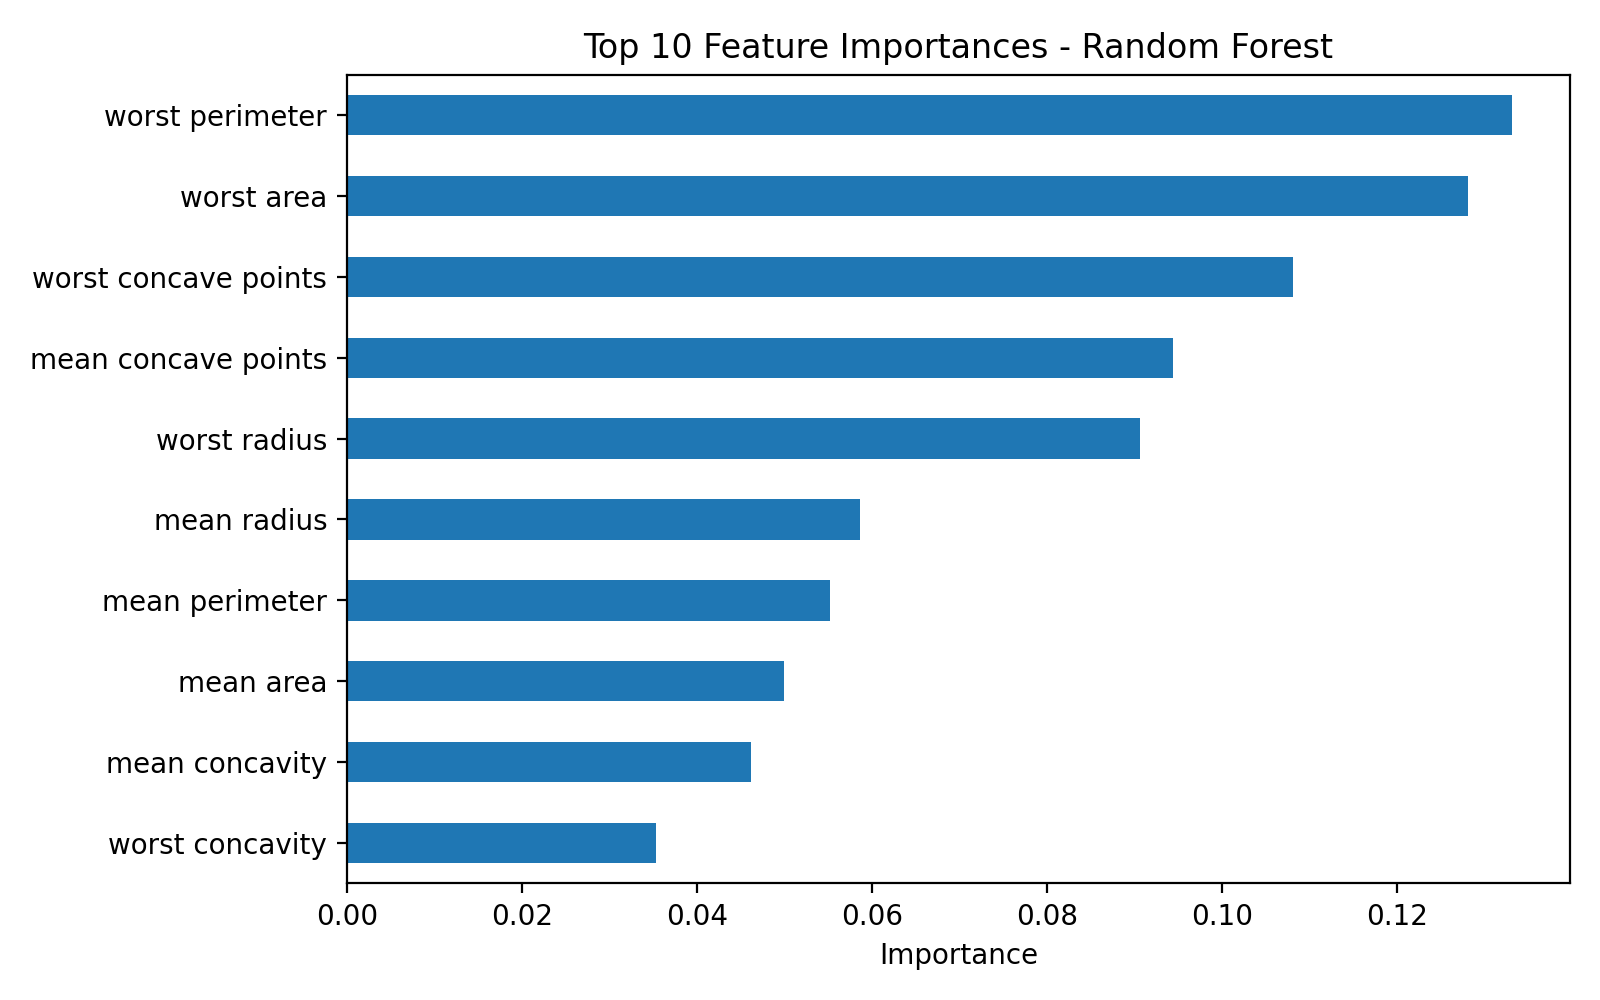 Top 10 Feature Importances - Random Forest
worst perimeter
worst area
worst concave points
mean concave points
worst radius
mean radius
mean perimeter
mean area
mean concavity
worst concavity
0.00 0.02 0.04 0.06 0.08 0.10 0.12
Importance